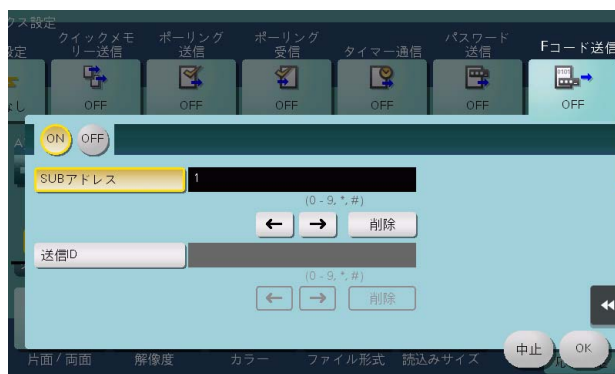 クス設定
設定
クイックメモ
リー送信
ポーリング
送信
ポーリング
受信
タイマー通信
パスワード
送信
Fコード送信
OFF
OFF
OFF
OFF
OFF
OFF
ON
OFF
SUBアドレス
1
(0 - 9, *, #)
←
→
削除
送信ID
(0 - 9, *, #)
←
→
削除
中止
OK
片面 / 両面
解像度
カラー
ファイル形式
読込みサイズ